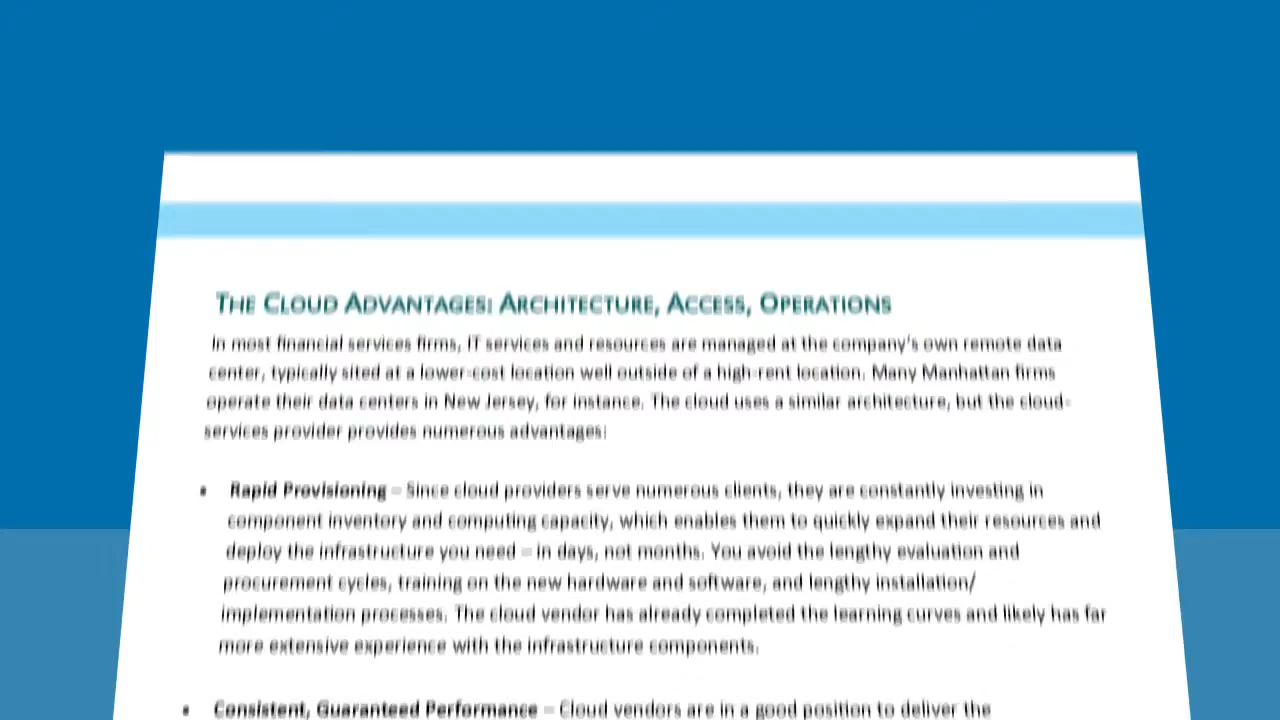 The Cloud Advantages: Architecture, Access, Operations
In most financial services firms, IT services and resources are managed at the company's own remote data
center, typically sited at a lower-cost location well outside of a high-rent location. Many Manhattan firms
operate their data centers in New Jersey, for instance. The cloud uses a similar architecture, but the cloud-
services provider provides numerous advantages:
• Rapid Provisioning – Since cloud providers serve numerous clients, they are constantly investing in
component inventory and computing capacity, which enables them to quickly expand their resources and
deploy the infrastructure you need – in days, not months. You avoid the lengthy evaluation and
procurement cycles, training on the new hardware and software, and lengthy installation/
implementation processes. The cloud vendor has already completed the learning curves and likely has far
more extensive experience with the infrastructure components.
• Consistent, Guaranteed Performance – Cloud vendors are in a good position to deliver the